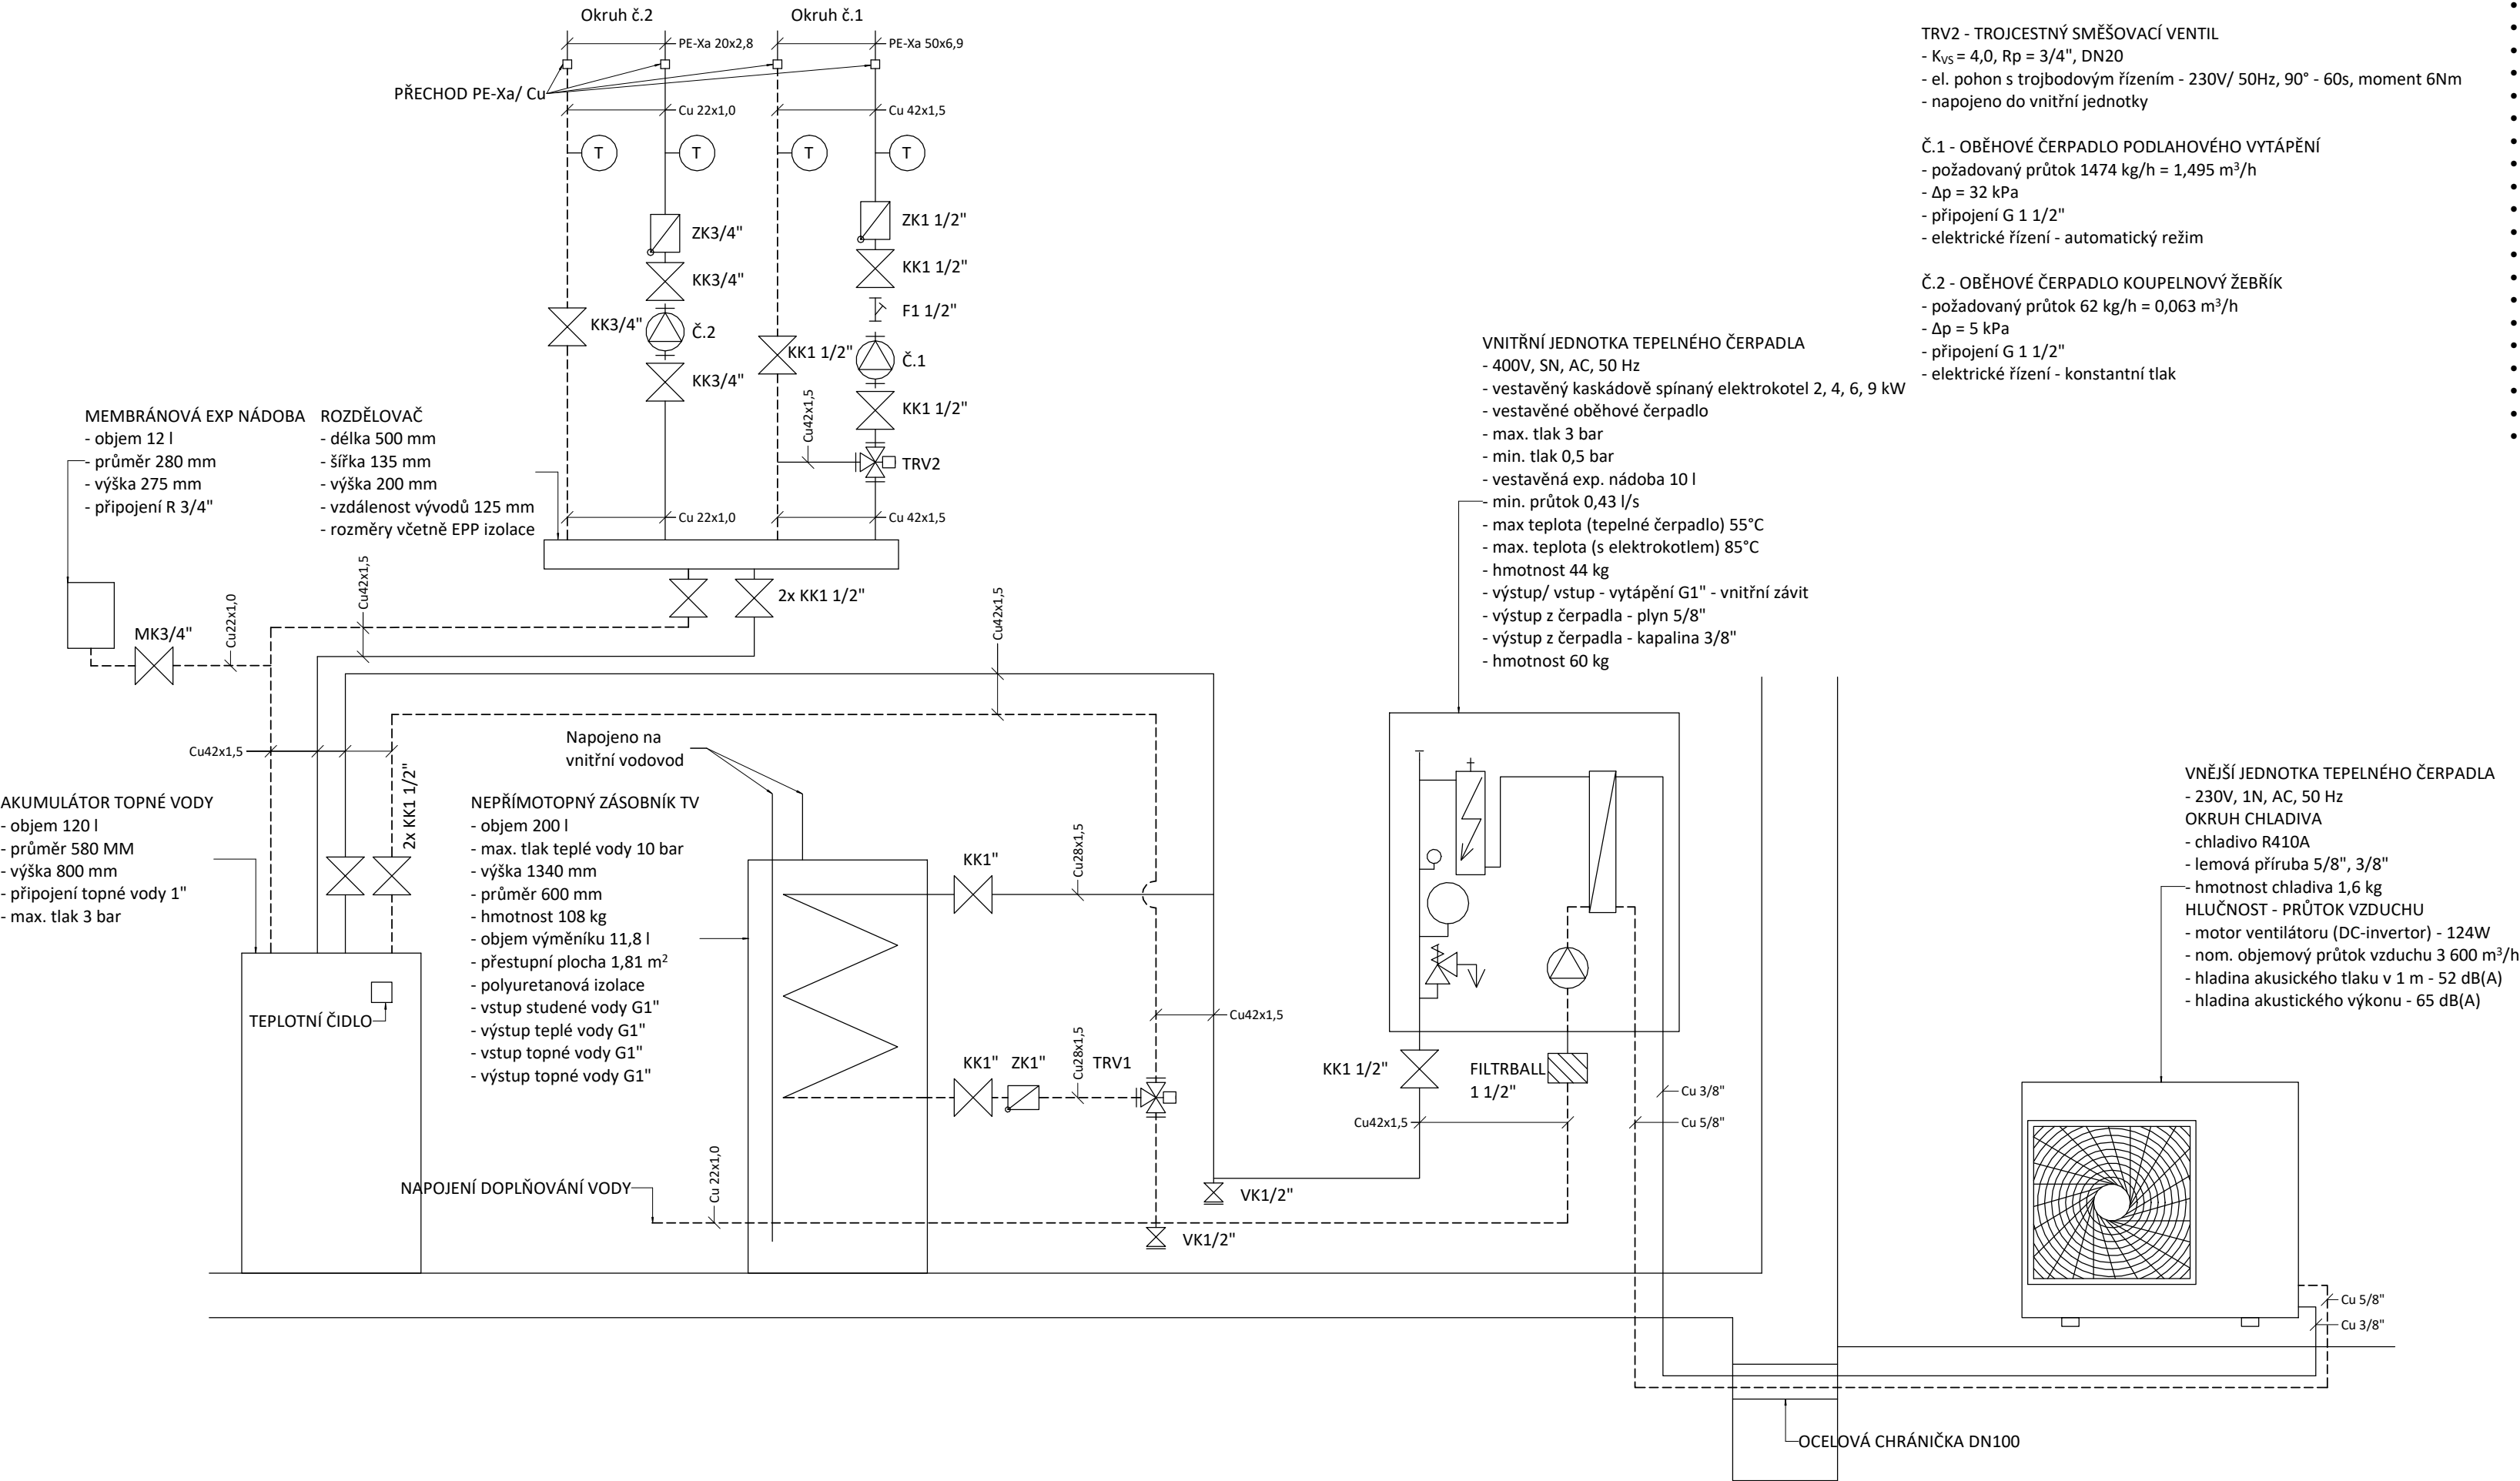 Okruh č.2
Okruh č.1
PE-Xa 20x2,8
PE-Xa 50x6,9
PŘECHOD PE-Xa/ Cu
Cu 22x1,0
Cu 42x1,5
T
T
T
T
ZK3/4"
ZK1 1/2"
KK3/4"
KK1 1/2"
F1 1/2"
KK3/4"
Č.2
KK1 1/2"
Č.1
KK3/4"
KK1 1/2"
Cu42x1,5
TRV2
Cu 22x1,0
Cu 42x1,5
TRV2 - TROJCESTNÝ SMĚŠOVACÍ VENTIL
- KVS = 4,0, Rp = 3/4", DN20
- el. pohon s trojbodovým řízením - 230V/ 50Hz, 90° - 60s, moment 6Nm
- napojeno do vnitřní jednotky
Č.1 - OBĚHOVÉ ČERPADLO PODLAHOVÉHO VYTÁPĚNÍ
- požadovaný průtok 1474 kg/h = 1,495 m³/h
- Δp = 32 kPa
- připojení G 1 1/2"
- elektrické řízení - automatický režim
Č.2 - OBĚHOVÉ ČERPADLO KOUPELNOVÝ ŽEBŘÍK
- požadovaný průtok 62 kg/h = 0,063 m³/h
- Δp = 5 kPa
- připojení G 1 1/2"
- elektrické řízení - konstantní tlak
VNITŘNÍ JEDNOTKA TEPELNÉHO ČERPADLA
- 400V, SN, AC, 50 Hz
- vestavěný kaskádově spínaný elektrokotel 2, 4, 6, 9 kW
- vestavěné oběhové čerpadlo
- max. tlak 3 bar
- min. tlak 0,5 bar
- vestavěná exp. nádoba 10 l
- min. průtok 0,43 l/s
- max teplota (tepelné čerpadlo) 55°C
- max. teplota (s elektrokotlem) 85°C
- hmotnost 44 kg
- výstup/ vstup - vytápění G1" - vnitřní závit
- výstup z čerpadla - plyn 5/8"
- výstup z čerpadla - kapalina 3/8"
- hmotnost 60 kg
MEMBRÁNOVÁ EXP NÁDOBA
- objem 12 l
- průměr 280 mm
- výška 275 mm
- připojení R 3/4"
ROZDĚLOVAČ
- délka 500 mm
- šířka 135 mm
- výška 200 mm
- vzdálenost vývodů 125 mm
- rozměry včetně EPP izolace
2x KK1 1/2"
MK3/4"
Cu22x1,0
Cu42x1,5
Cu42x1,5
Cu42x1,5
2x KK1 1/2"
Napojeno na
vnitřní vodovod
AKUMULÁTOR TOPNÉ VODY
- objem 120 l
- průměr 580 MM
- výška 800 mm
- připojení topné vody 1"
- max. tlak 3 bar
TEPLOTNÍ ČIDLO
NEPŘÍMOTOPNÝ ZÁSOBNÍK TV
- objem 200 l
- max. tlak teplé vody 10 bar
- výška 1340 mm
- průměr 600 mm
- hmotnost 108 kg
- objem výměníku 11,8 l
- přestupní plocha 1,81 m²
- polyuretanová izolace
- vstup studené vody G1"
- výstup teplé vody G1"
- vstup topné vody G1"
- výstup topné vody G1"
KK1"
Cu28x1,5
Cu42x1,5
KK1"
ZK1"
Cu28x1,5
TRV1
KK1 1/2"
FILTRBALL
1 1/2"
Cu42x1,5
Cu 3/8"
Cu 5/8"
NAPOJENÍ DOPLŇOVÁNÍ VODY
Cu 22x1,0
VK1/2"
VK1/2"
VNĚJŠÍ JEDNOTKA TEPELNÉHO ČERPADLA
- 230V, 1N, AC, 50 Hz
OKRUH CHLADIVA
- chladivo R410A
- lemová příruba 5/8", 3/8"
- hmotnost chladiva 1,6 kg
HLUČNOST - PRŮTOK VZDUCHU
- motor ventilátoru (DC-invertor) - 124W
- nom. objemový průtok vzduchu 3 600 m³/h
- hladina akusického tlaku v 1 m - 52 dB(A)
- hladina akustického výkonu - 65 dB(A)
Cu 5/8"
Cu 3/8"
OCELOVÁ CHRÁNIČKA DN100